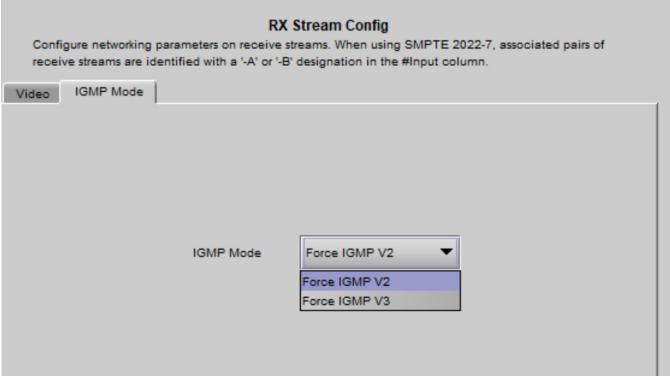 RX Stream Config
Configure networking parameters on receive streams. When using SMPTE 2022-7, associated pairs of
receive streams are identified with a '-A' or '-B' designation in the #Input column.
Video IGMP Mode
IGMP Mode Force IGMP V2
Force IGMP V2
Force IGMP V3